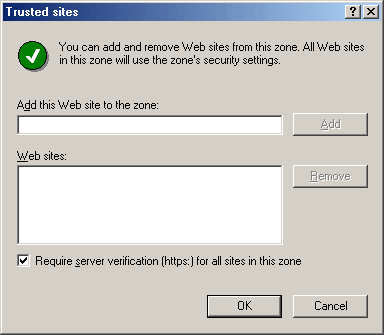 Trusted sites
You can add and remove Web sites from this zone. All Web sites
in this zone will use the zone's security settings.
Add this Web site to the zone:
Add
Web sites:
Remove
Require server verification (https:) for all sites in this zone
OK
Cancel